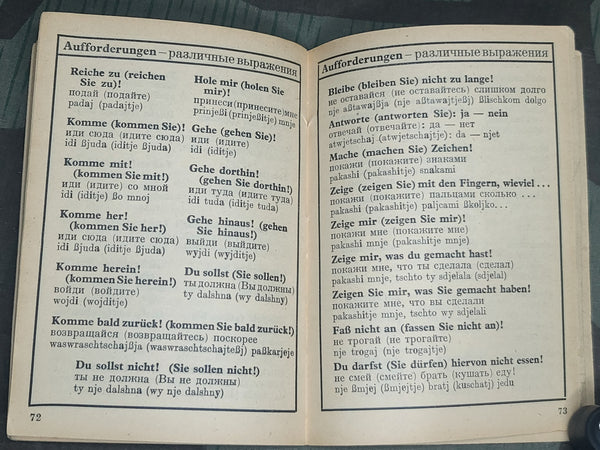 Aufforderungen – различные выражения
Reiche zu (reichen
Sie zu)!
подай (подайте)
padaj (padajtje)
Komme (kommen Sie)!
иди сюда (идите сюда)
idi ßjuda (iditje ßjuda)
Komme mit!
(kommen Sie mit!)
иди (идите) со мной
idi (iditje) ßo mnoj
Komme her!
(kommen Sie her!)
иди сюда (идите сюда)
idi ßjuda (iditje ßjuda)
Komme herein!
(kommen Sie herein!)
войди (войдите)
wojdi (wojditje)
Hole mir (holen Sie
mir)!
принеси (принесите) мне
prinjeßi (prinjeßitje) mnje
Gehe (gehen Sie)!
иди (идите)
idi (iditje)
Gehe dorthin!
(gehen Sie dorthin!)
иди туда (идите туда)
idi tuda (iditje tuda)
Gehe hinaus! (gehen
Sie hinaus!)
выйди (выйдите)
wyjdi (wyjditje)
Du sollst (Sie sollen!)
ты должна (Вы должны)
ty dalshna (wy dalshny)
Komme bald zurück! (kommen Sie bald zurück!)
возвращайся (возвращайтесь) поскорее
waswraschtschajßja (waswraschtschajteßj) paßkarjeje
Du sollst nicht! (Sie sollen nicht!)
ты не должна (Вы не должны)
ty nje dalshna (wy nje dalshny)
72
Aufforderungen – различные выражения
Bleibe (bleiben Sie) nicht zu lange!
не оставайся (не оставайтесь) слишком долго
nje aßtawajßja (nje aßtawajtjeßj) ßlischkom dolgo
Antworte (antworten Sie): ja — nein
отвечай (отвечайте): да — нет
atwjetschaj (atwjetschajtje): da — njet
Mache (machen Sie) Zeichen!
покажи (покажите) знаками
pakashi (pakashitje) snakami
Zeige (zeigen Sie) mit den Fingern, wieviel . . .
покажи (покажите) пальцами сколько . . .
pakashi (pakashitje) paljcami ßkoljko. . .
Zeige mir (zeigen Sie mir)!
покажи мне (покажите мне)
pakashi mnje (pakashitje mnje)
Zeige mir, was du gemacht hast!
покажи мне, что ты сделала (сделал)
pakashi mnje, tschto ty sdjelala (sdjelal)
Zeigen Sie mir, was Sie gemacht haben!
покажите мне, что вы сделали
pakashitje mnje, tschto wy sdjelali
Faß nicht an (fassen Sie nicht an)!
не трогай (не трогайте)
nje trogaj (nje trogajtje)
Du darfst (Sie dürfen) hiervon nicht essen!
не смей (смейте) брать (кушать) еду!
nje ßmjej (ßmjejtje) bratj (kuschatj) jedu
73